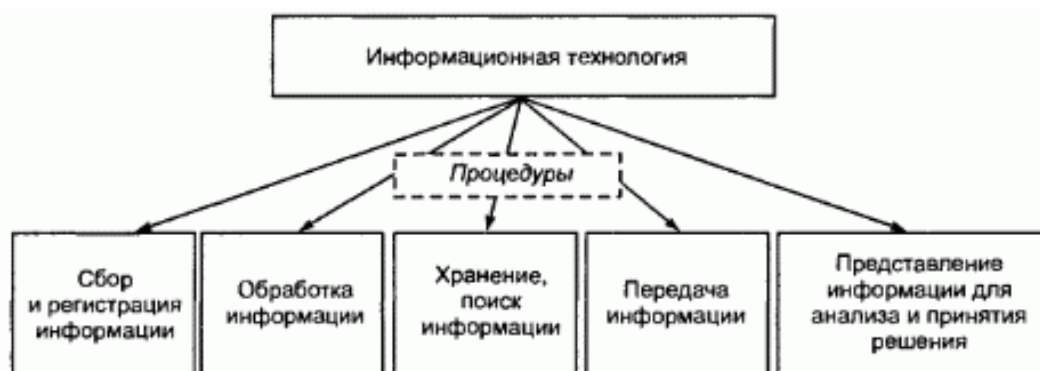 Информационная технология
Процедуры
Сбор
и регистрация
информации
Обработка
информации
Хранение,
поиск
информации
Передача
информации
Представление
информации для
анализа и принятия
решения